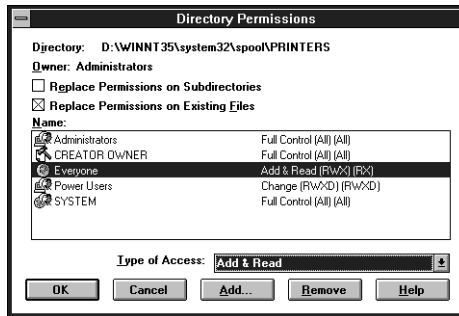 Directory Permissions
Directory: D:\WINNT35\system32\spool\PRINTERS
Owner: Administrators
Replace Permissions on Subdirectories
Replace Permissions on Existing Files
Name:
Administrators Full Control (All) (All)
CREATOR OWNER Full Control (All) (All)
Everyone Add & Read (RWX) (RX)
Power Users Change (RWXD) (RWXD)
SYSTEM Full Control (All) (All)
Type of Access: Add & Read
OK Cancel Add... Remove Help